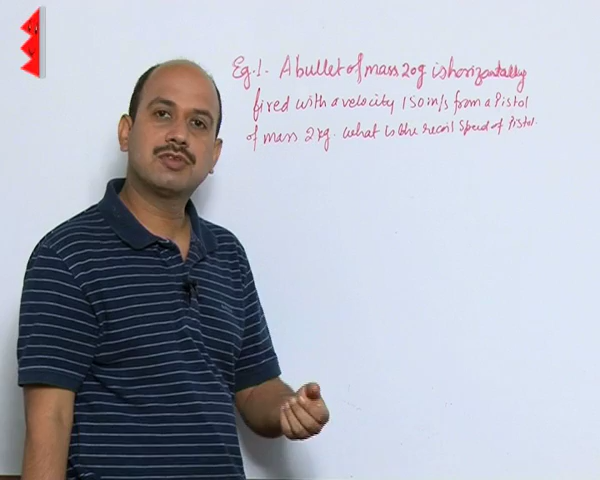 Eg.1. A bullet of mass 20g is horizontally
fired with a velocity 150 m/s from a Pistol
of mass 2kg. what is the recoil speed of Pistol.